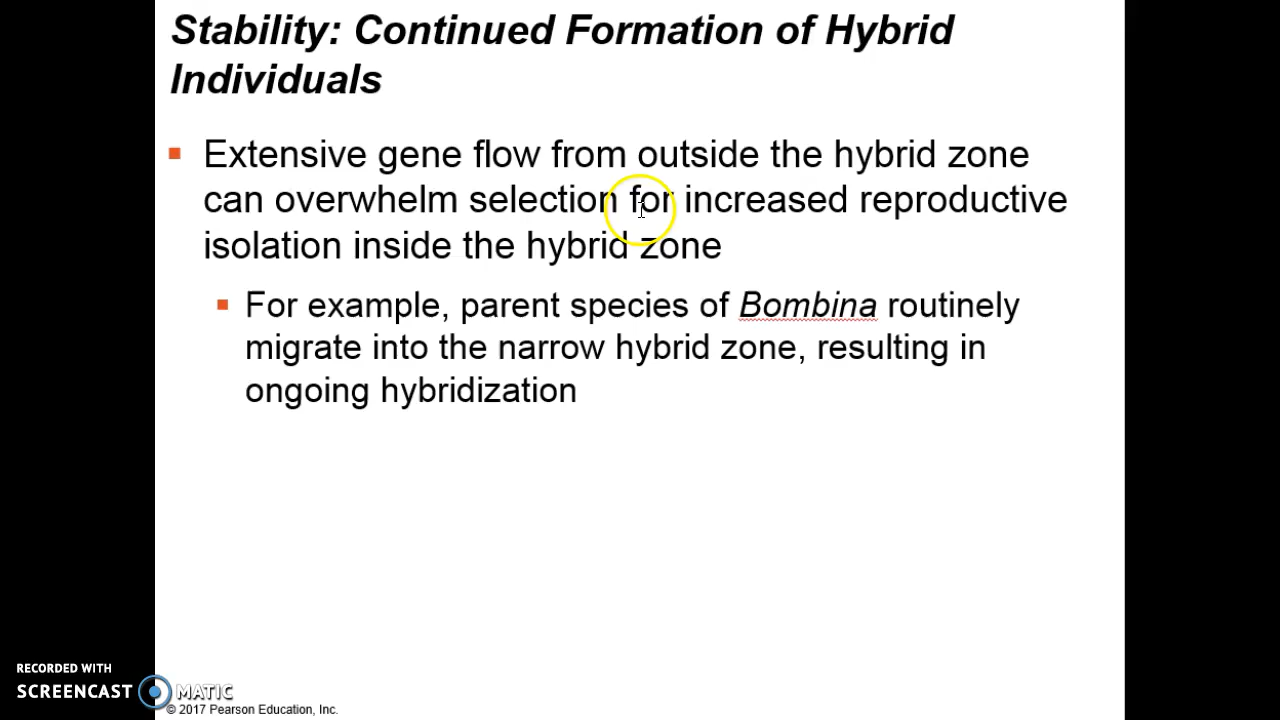 Stability: Continued Formation of Hybrid
Individuals
Extensive gene flow from outside the hybrid zone
can overwhelm selection for increased reproductive
isolation inside the hybrid zone
For example, parent species of Bombina routinely
migrate into the narrow hybrid zone, resulting in
ongoing hybridization
RECORDED WITH
SCREENCAST MATIC
© 2017 Pearson Education, Inc.